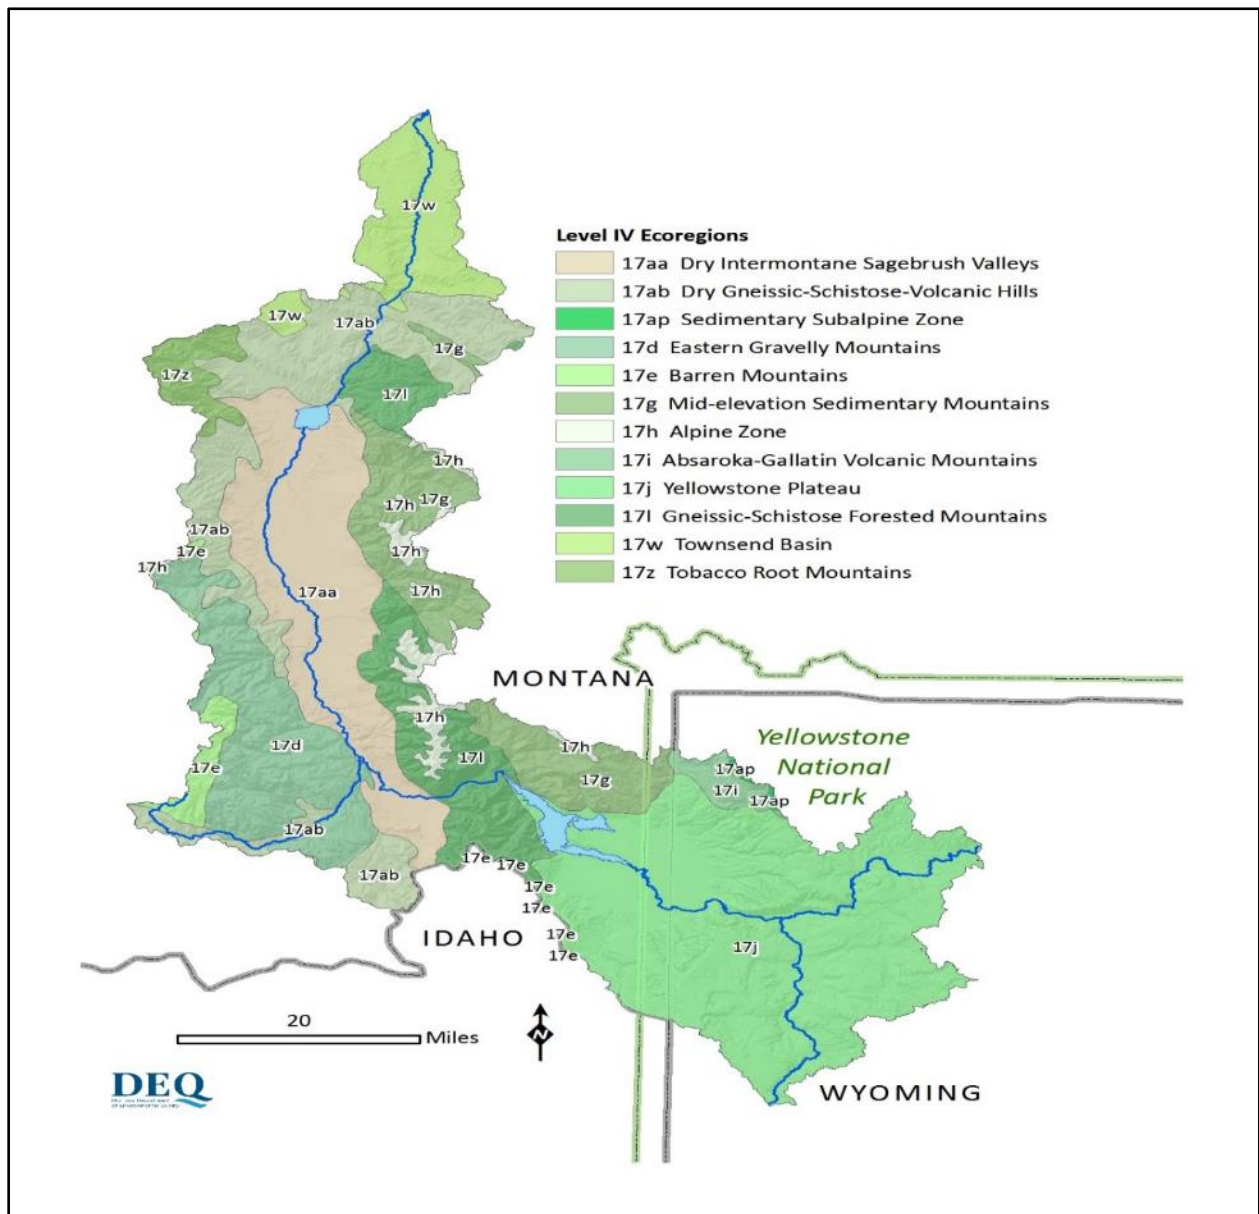 17w
Level IV Ecoregions
17aa Dry Intermontane Sagebrush Valleys
17ab Dry Gneissic-Schistose-Volcanic Hills
17ap Sedimentary Subalpine Zone
17d Eastern Gravelly Mountains
17e Barren Mountains
17g Mid-elevation Sedimentary Mountains
17h Alpine Zone
17i Absaroka-Gallatin Volcanic Mountains
17j Yellowstone Plateau
17l Gneissic-Schistose Forested Mountains
17w Townsend Basin
17z Tobacco Root Mountains
17w
17ab
17g
17z
17l
17h
17h
17g
17ab
17e
17h
17h
17aa
17h
MONTANA
17h
17d
17l
17h
17g
17e
Yellowstone
National
Park
17ap
17i
17ap
17ab
17ab
17e
17e
17e
17e
17e
17e
IDAHO
17j
20
Miles
DEQ
WYOMING